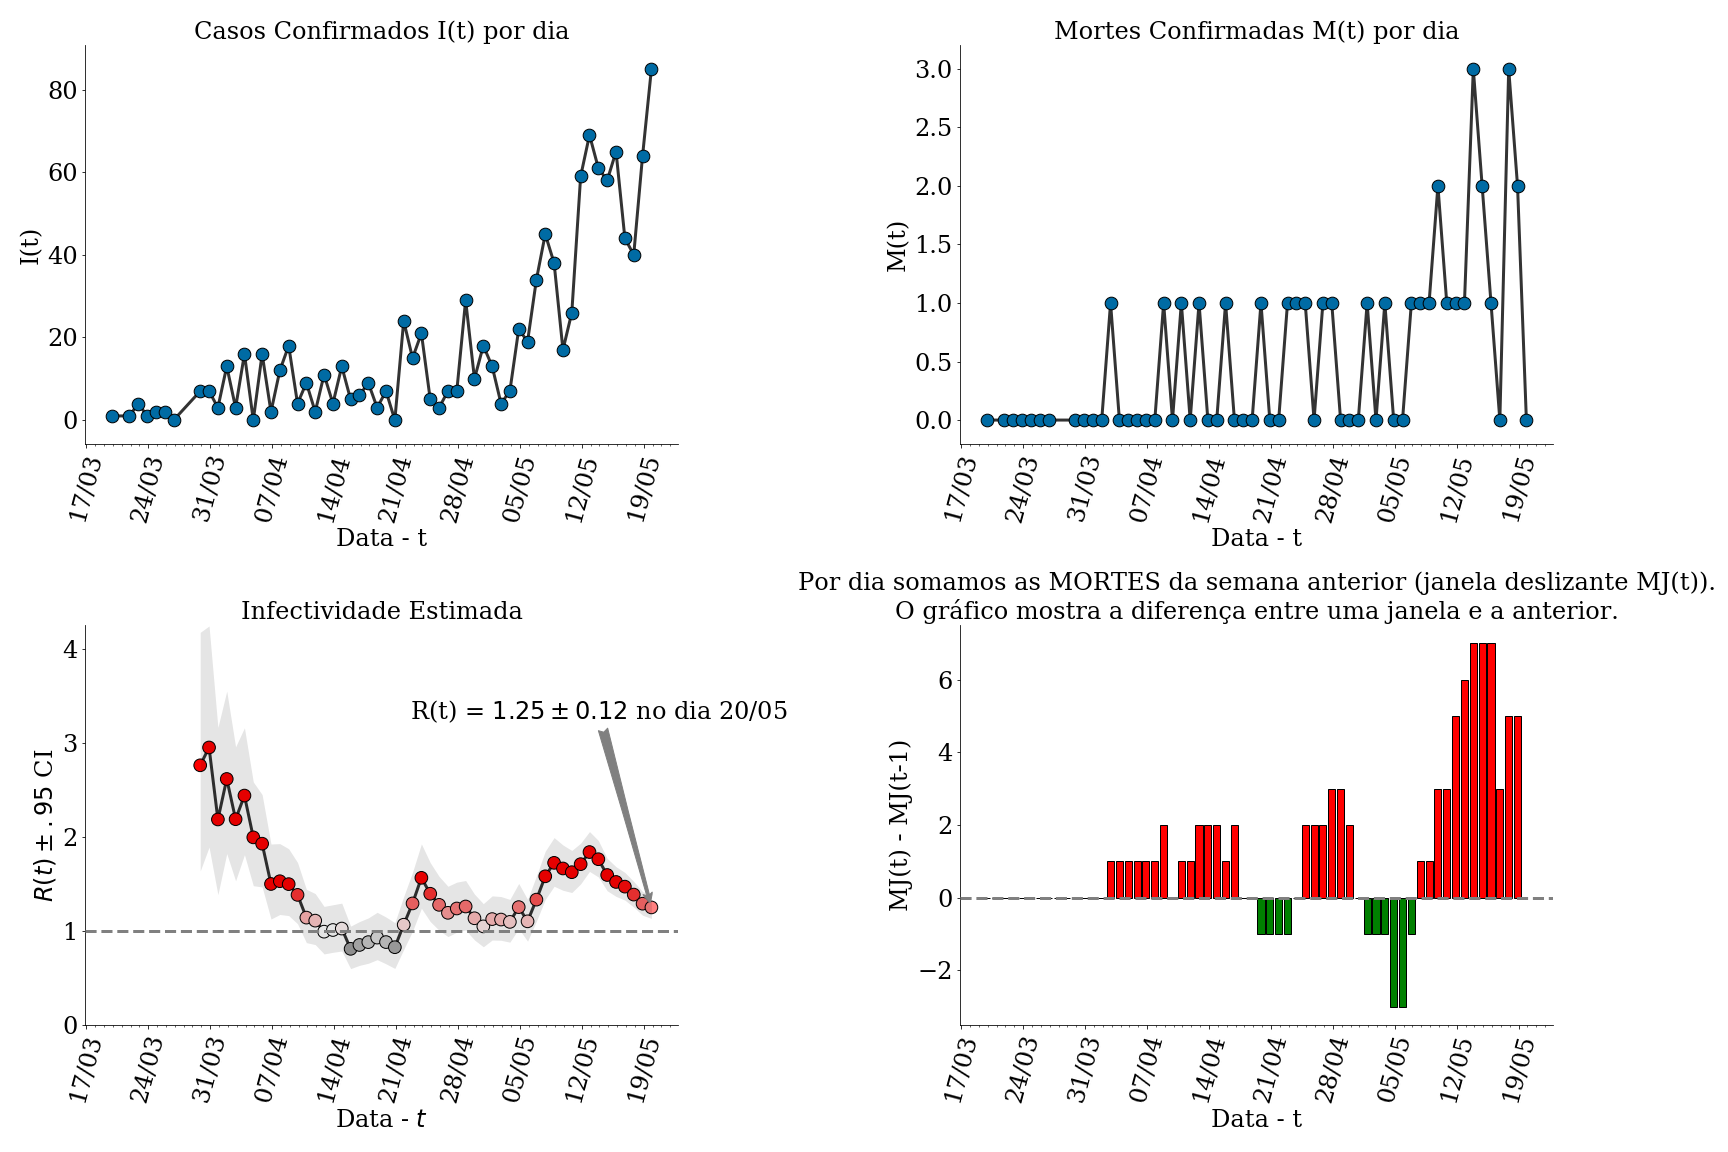 Casos Confirmados I(t) por dia
I(t)
80
60
40
20
0
17/03 24/03 31/03 07/04 14/04 21/04 28/04 05/05 12/05 19/05
Data - t
Mortes Confirmadas M(t) por dia
M(t)
3.0
2.5
2.0
1.5
1.0
0.5
0.0
17/03 24/03 31/03 07/04 14/04 21/04 28/04 05/05 12/05 19/05
Data - t
Infectividade Estimada
R(t) ± .95 CI
4
3
2
1
0
R(t) = 1.25 ± 0.12 no dia 20/05
17/03 24/03 31/03 07/04 14/04 21/04 28/04 05/05 12/05 19/05
Data - t
Por dia somamos as MORTES da semana anterior (janela deslizante MJ(t)).
O gráfico mostra a diferença entre uma janela e a anterior.
MJ(t) - MJ(t-1)
6
4
2
0
−2
17/03 24/03 31/03 07/04 14/04 21/04 28/04 05/05 12/05 19/05
Data - t